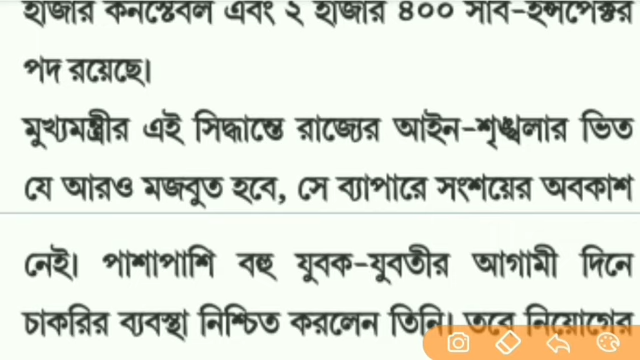 হাজার কনস্টেবল এবং ২ হাজার ৪০০ সাব-ইন্সপেক্টর
পদ রয়েছে।
মুখ্যমন্ত্রীর এই সিদ্ধান্তে রাজ্যের আইন-শৃঙ্খলার ভিত
যে আরও মজবুত হবে, সে ব্যাপারে সংশয়ের অবকাশ
নেই। পাশাপাশি বহু যুবক-যুবতীর আগামী দিনে
চাকরির ব্যবস্থা নিশ্চিত করলেন তিনি। তবে নিয়োগের